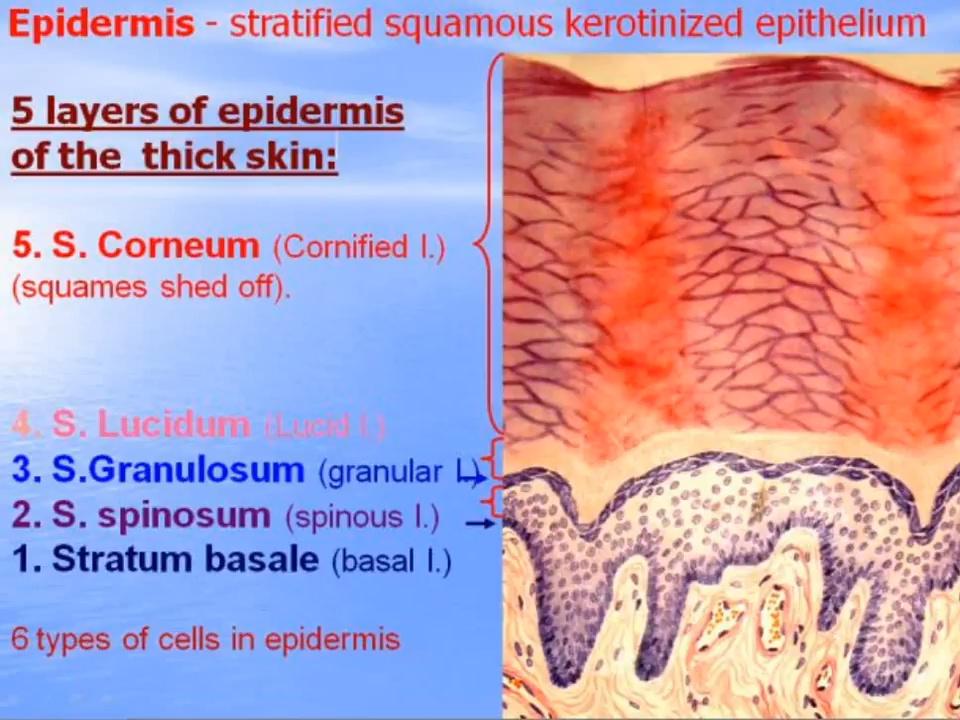 Epidermis - stratified squamous kerotinized epithelium
5 layers of epidermis
of the thick skin:
5. S. Corneum (Cornified l.)
(squames shed off).
4. S. Lucidum (Lucid l.)
3. S.Granulosum (granular l.)
2. S. spinosum (spinous l.)
1. Stratum basale (basal l.)
6 types of cells in epidermis